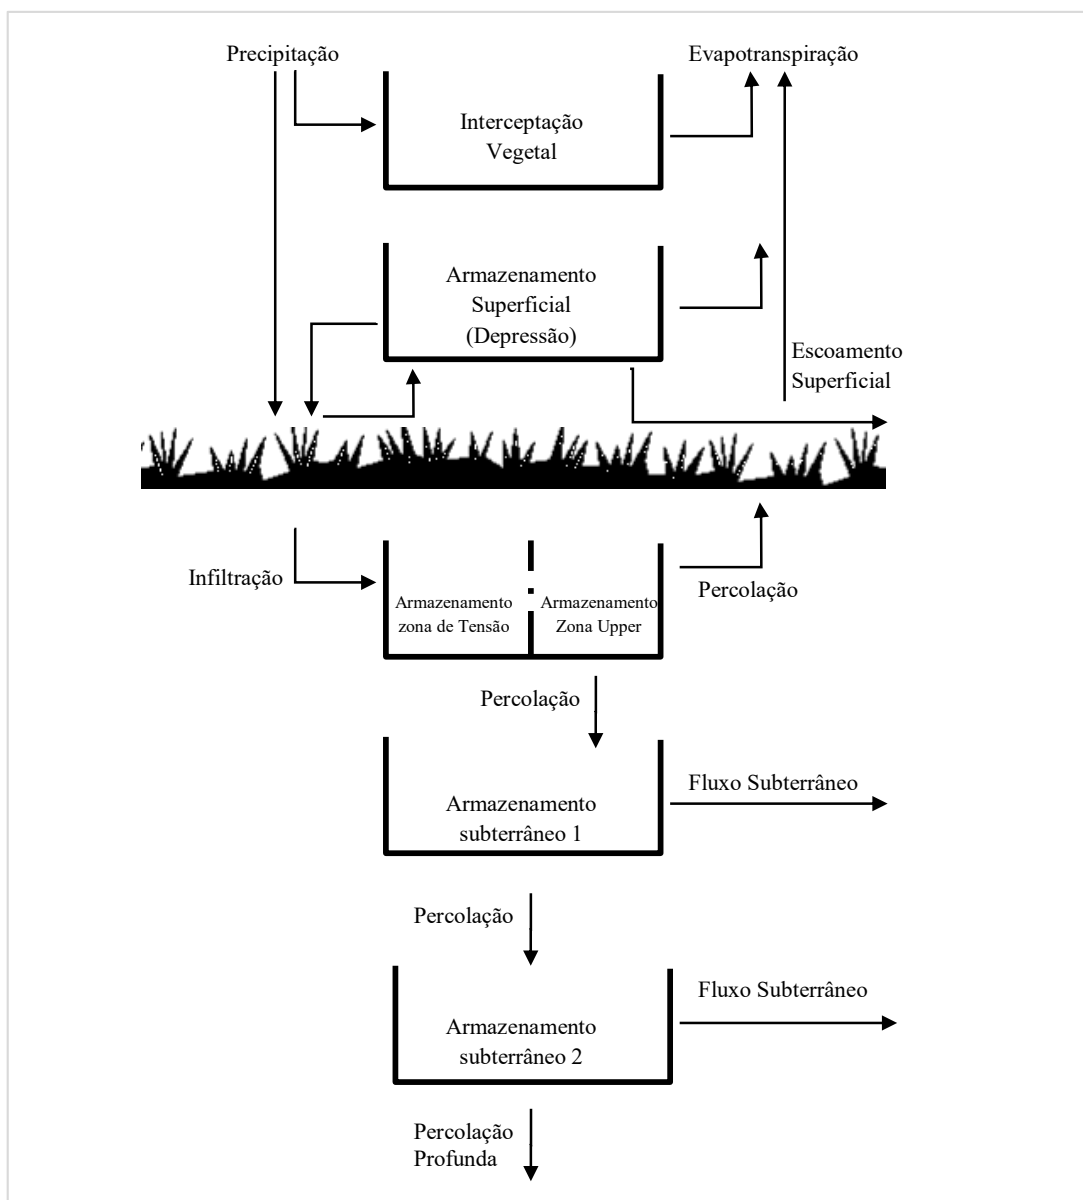 Precipitação
Evapotranspiração
Interceptação
Vegetal
Armazenamento
Superficial
(Depressão)
Escoamento
Superficial
Infiltração
Armazenamento
zona de Tensão
Armazenamento
Zona Upper
Percolação
Percolação
Fluxo Subterrâneo
Armazenamento
subterrâneo 1
Percolação
Fluxo Subterrâneo
Armazenamento
subterrâneo 2
Percolação
Profunda